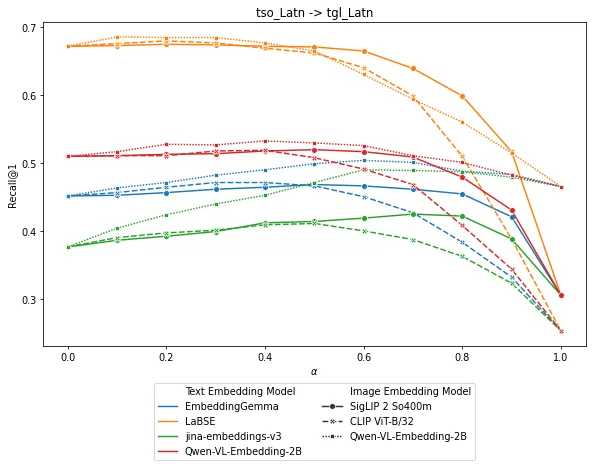 tso_Latn -> tgl_Latn
Recall@1
0.7
0.6
0.5
0.4
0.3
0.0
0.2
0.4
0.6
0.8
1.0
α
Text Embedding Model
EmbeddingGemma
LaBSE
jina-embeddings-v3
Qwen-VL-Embedding-2B
Image Embedding Model
SigLIP 2 So400m
CLIP ViT-B/32
Qwen-VL-Embedding-2B